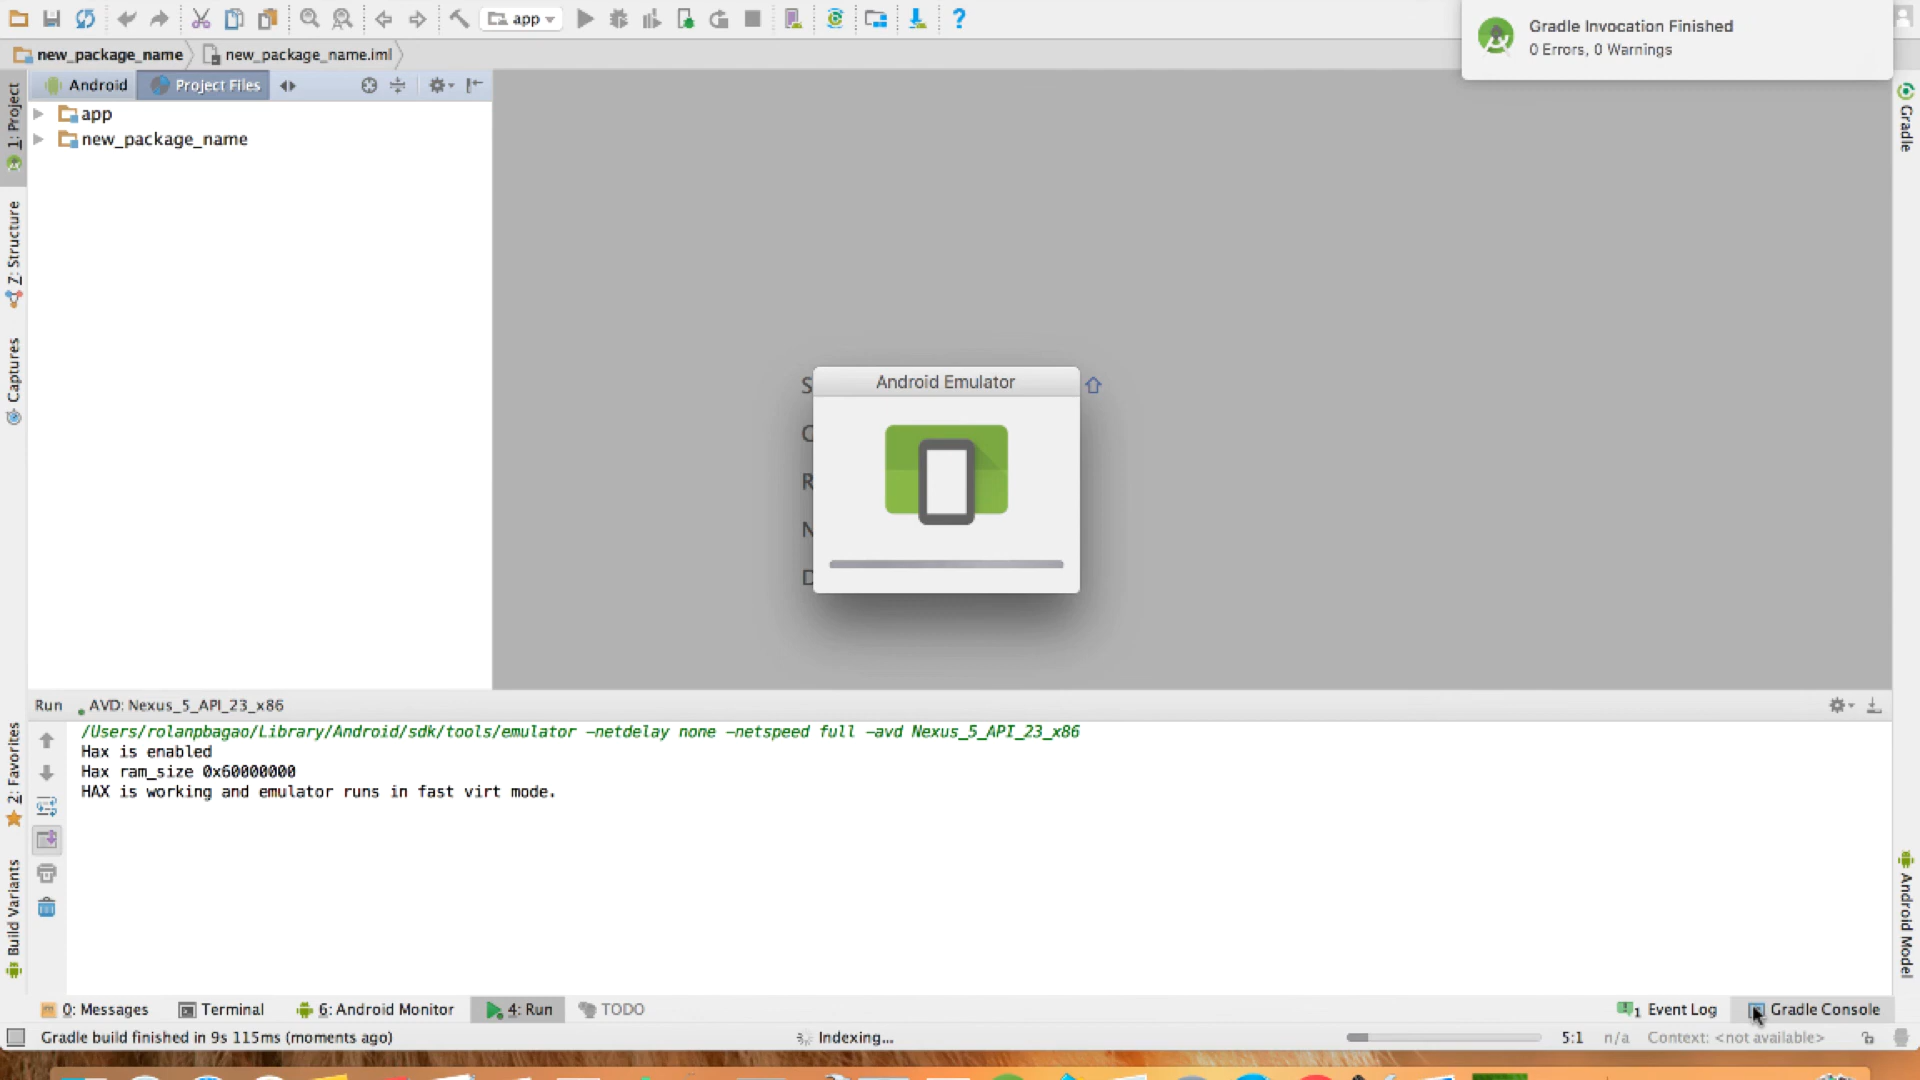 app
Gradle Invocation Finished
0 Errors, 0 Warnings
new_package_name
new_package_name.iml
1: Project
Android
Project Files
app
new_package_name
Z: Structure
Captures
Gradle
S
Android Emulator
C
R
N
D
Run
AVD: Nexus_5_API_23_x86
2: Favorites
Build Variants
/Users/rolanpbagao/Library/Android/sdk/tools/emulator -netdelay none -netspeed full -avd Nexus_5_API_23_x86
Hax is enabled
Hax ram_size 0x60000000
HAX is working and emulator runs in fast virt mode.
Android Model
0: Messages
Terminal
6: Android Monitor
4: Run
TODO
1
Event Log
Gradle Console
Gradle build finished in 9s 115ms (moments ago)
Indexing...
5:1
n/a
Context: <not available>